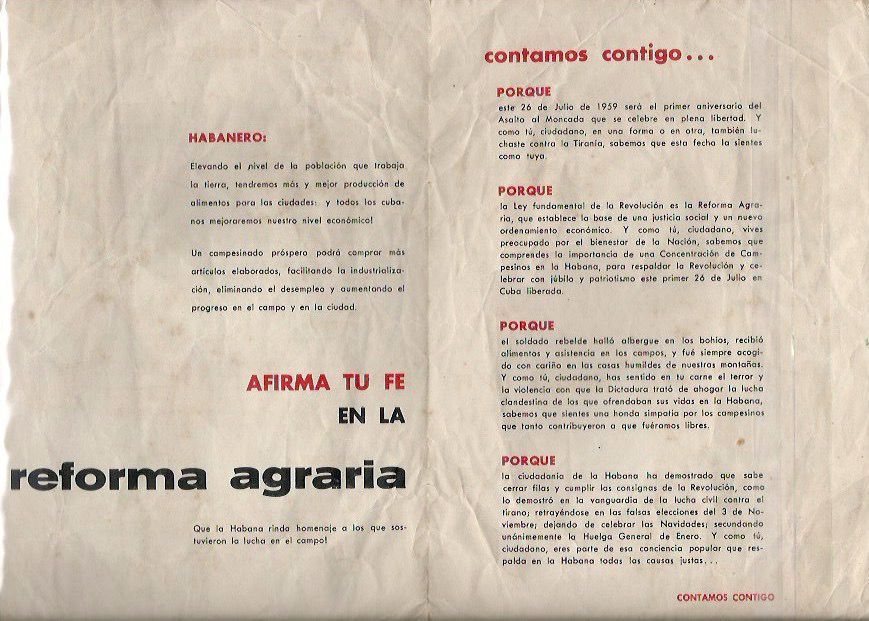 HABANERO:
Elevando el nivel de la población que trabaja
la tierra, tendremos más y mejor producción de
alimentos para las ciudades: y todos los cuba-
nos mejoraremos nuestro nivel económico!
Un campesinado próspero podrá comprar más
artículos elaborados, facilitando la industrializa-
ción, eliminando el desempleo y aumentando el
progreso en el campo y en la ciudad.
AFIRMA TU FE
EN LA
reforma agraria
Que la Habana rinda homenaje a los que sos-
tuvieron la lucha en el campo!
contamos contigo...
PORQUE
este 26 de Julio de 1959 será el primer aniversario del
Asalto al Moncada que se celebre en plena libertad. Y
como tú, ciudadano, en una forma o en otra, también lu-
chaste contra la Tiranía, sabemos que esta fecha la sientes
como tuya.
PORQUE
la Ley fundamental de la Revolución es la Reforma Agra-
ria, que establece la base de una justicia social y un nuevo
ordenamiento económico. Y como tú, ciudadano, vives
preocupado por el bienestar de la Nación, sabemos que
comprendes la importancia de una Concentración de Cam-
pesinos en la Habana, para respaldar la Revolución y ce-
lebrar con júbilo y patriotismo este primer 26 de Julio en
Cuba liberada.
PORQUE
el soldado rebelde halló albergue en los bohíos, recibió
alimentos y asistencia en los campos, y fué siempre acogi-
do con cariño en las casas humildes de nuestras montañas.
Y como tú, ciudadano, has sentido en tu carne el terror y
la violencia con que la Dictadura trató de ahogar la lucha
clandestina de los que ofrendaban sus vidas en la Habana,
sabemos que sientes una honda simpatía por los campesinos
que tanto contribuyeron a que fuéramos libres.
PORQUE
la ciudadanía de la Habana ha demostrado que sabe
cerrar filas y cumplir las consignas de la Revolución, como
lo demostró en la vanguardia de la lucha civil contra el
tirano; retrayéndose en las falsas elecciones del 3 de No-
viembre; dejando de celebrar las Navidades; secundando
unánimemente la Huelga General de Enero. Y como tú,
ciudadano, eres parte de esa conciencia popular que res-
palda en la Habana todas las causas justas...
CONTAMOS CONTIGO